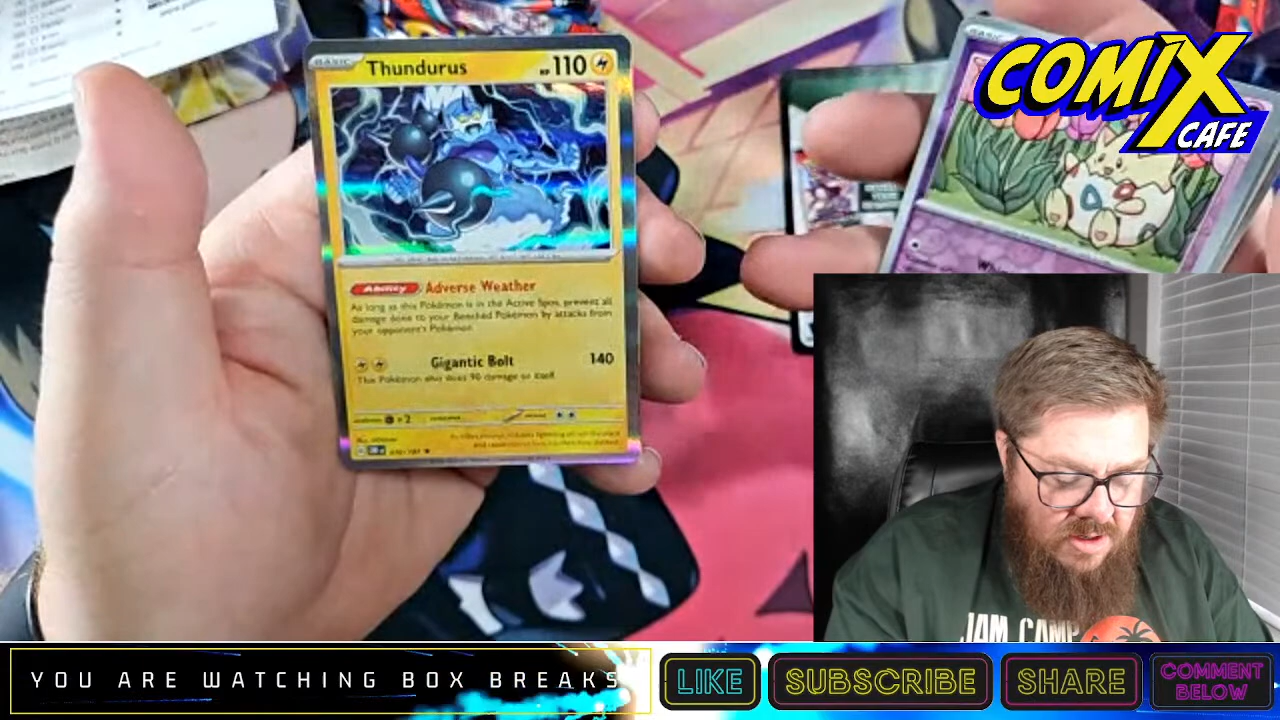 BASIC
Thundurus
HP 110
Ability Adverse Weather
As long as this Pokémon is in the Active Spot, prevent all
damage done to your Benched Pokémon by attacks from
your opponent's Pokémon.
Gigantic Bolt 140
This Pokémon also does 90 damage to itself.
×2
BASIC
COMIX
CAFE
JAM CAMP
YOU ARE WATCHING BOX BREAKS
LIKE
SUBSCRIBE
SHARE
COMMENT
BELOW